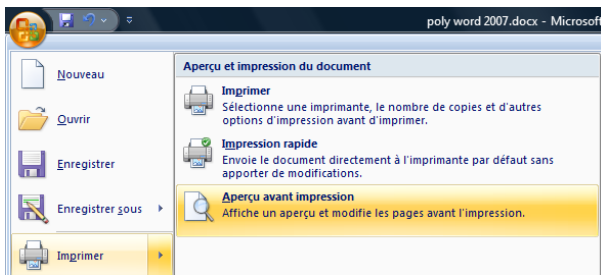 poly word 2007.docx - Microsoft
Nouveau
Ouvrir
Enregistrer
Enregistrer sous
Imprimer
Aperçu et impression du document
Imprimer
Sélectionne une imprimante, le nombre de copies et d'autres
options d'impression avant d'imprimer.
Impression rapide
Envoie le document directement à l'imprimante par défaut sans
apporter de modifications.
Aperçu avant impression
Affiche un aperçu et modifie les pages avant l'impression.